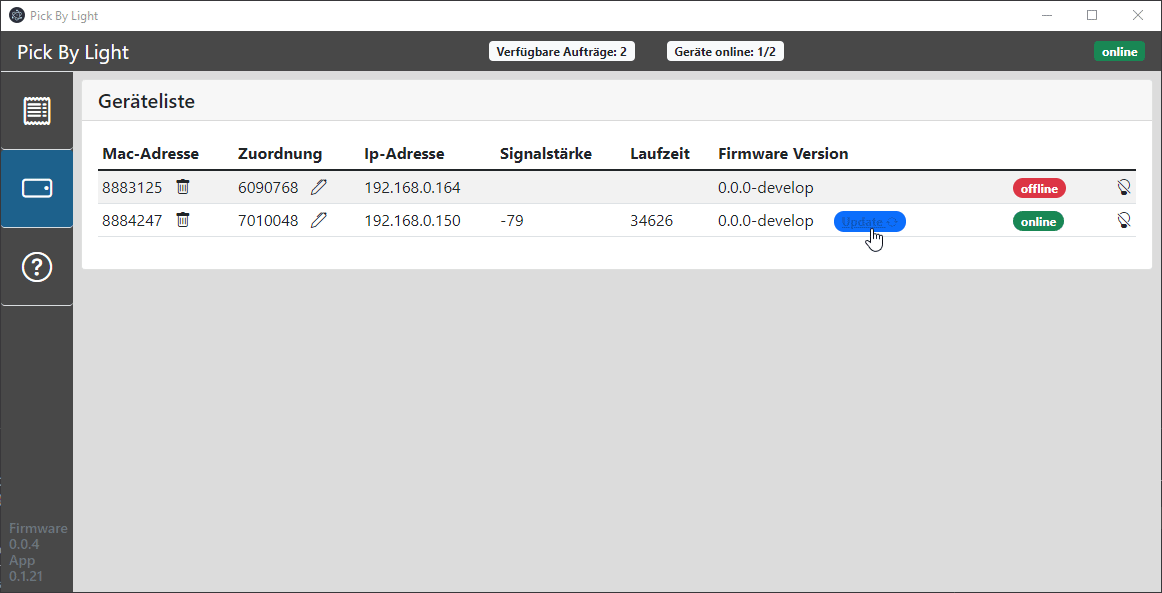 Pick By Light
Pick By Light
Verfügbare Aufträge: 2
Geräte online: 1/2
online
Geräteliste
Mac-Adresse Zuordnung Ip-Adresse Signalstärke Laufzeit Firmware Version
8883125 6090768 192.168.0.164 0.0.0-develop offline
8884247 7010048 192.168.0.150 -79 34626 0.0.0-develop Update online
Firmware
0.0.4
App
0.1.21